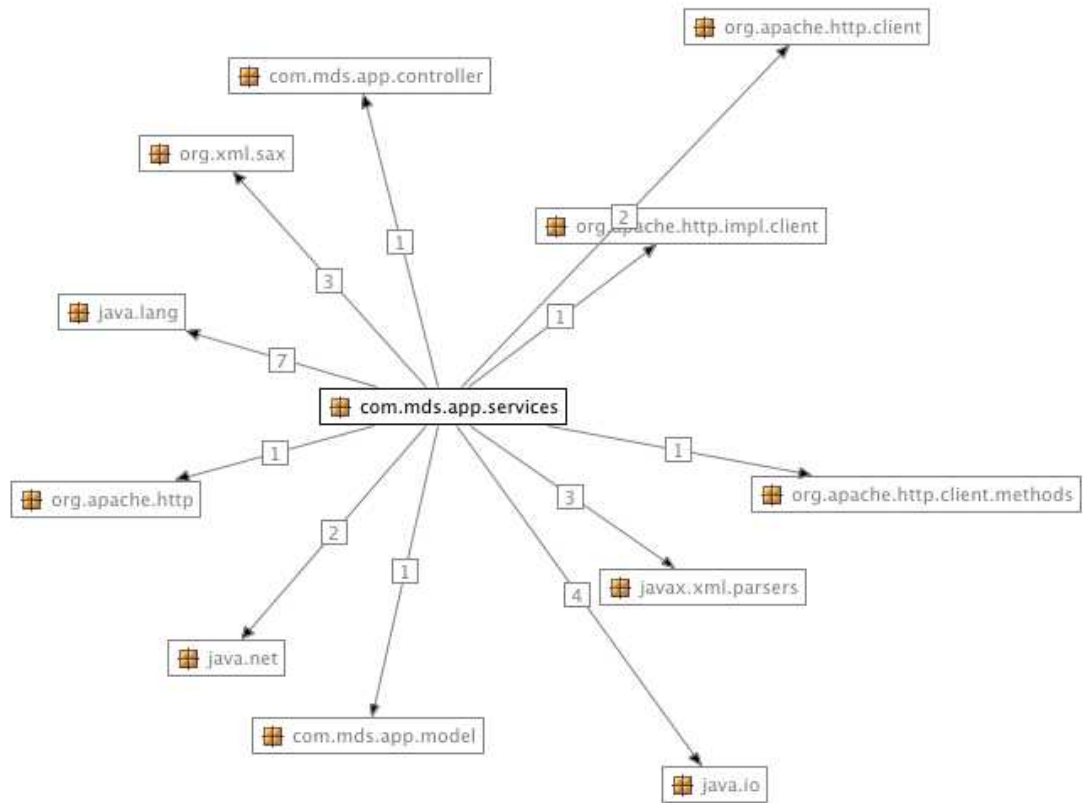 org.apache.http.client
com.mds.app.controller
org.xml.sax
2
org.apache.http.impl.client
1
3
java.lang
1
7
com.mds.app.services
1
1
org.apache.http
3
org.apache.http.client.methods
2
1
javax.xml.parsers
4
java.net
com.mds.app.model
java.io